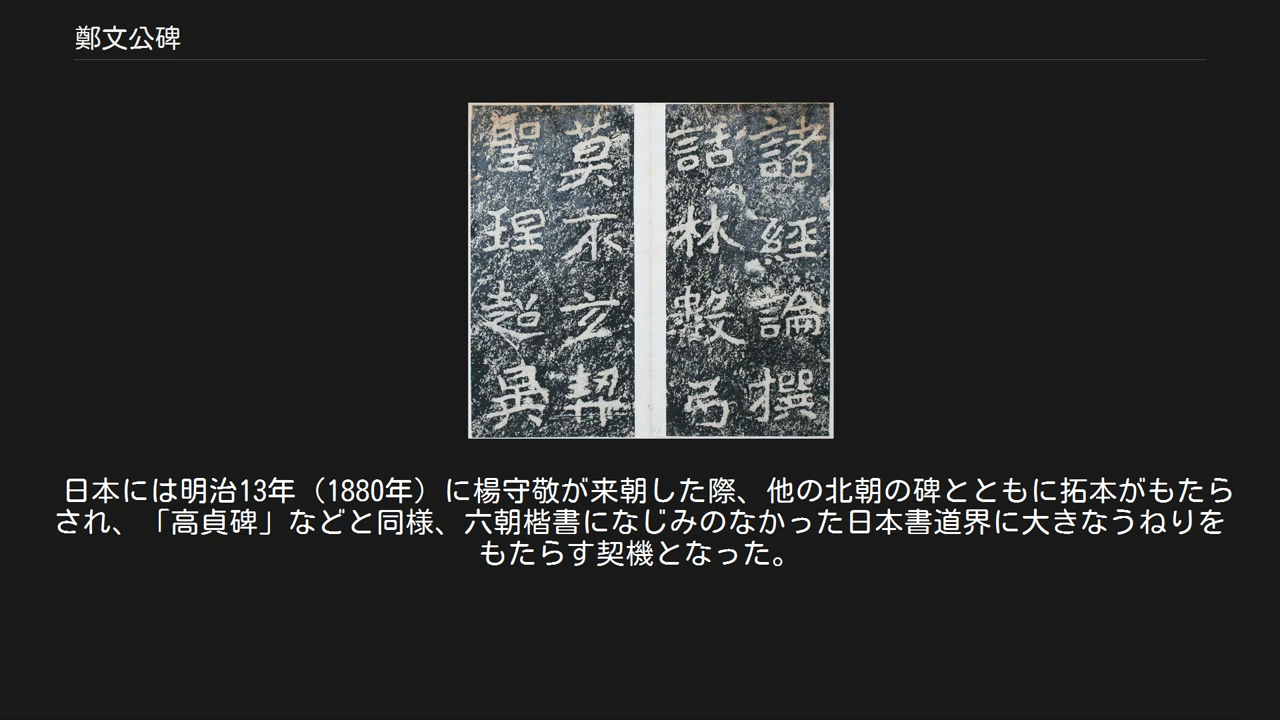 鄭文公碑
諸經論撰
話林數弓
莫不玄契
聖理超異
日本には明治13年（1880年）に楊守敬が来朝した際、他の北朝の碑とともに拓本がもたら
され、「高貞碑」などと同様、六朝楷書になじみのなかった日本書道界に大きなうねりを
もたらす契機となった。